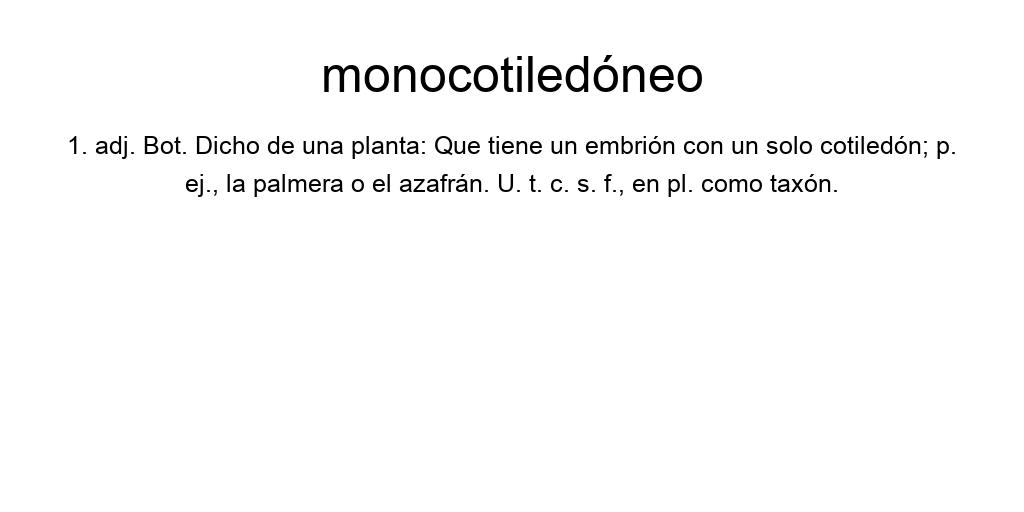 monocotiledóneo
1. adj. Bot. Dicho de una planta: Que tiene un embrión con un solo cotiledón; p.
ej., la palmera o el azafrán. U. t. c. s. f., en pl. como taxón.